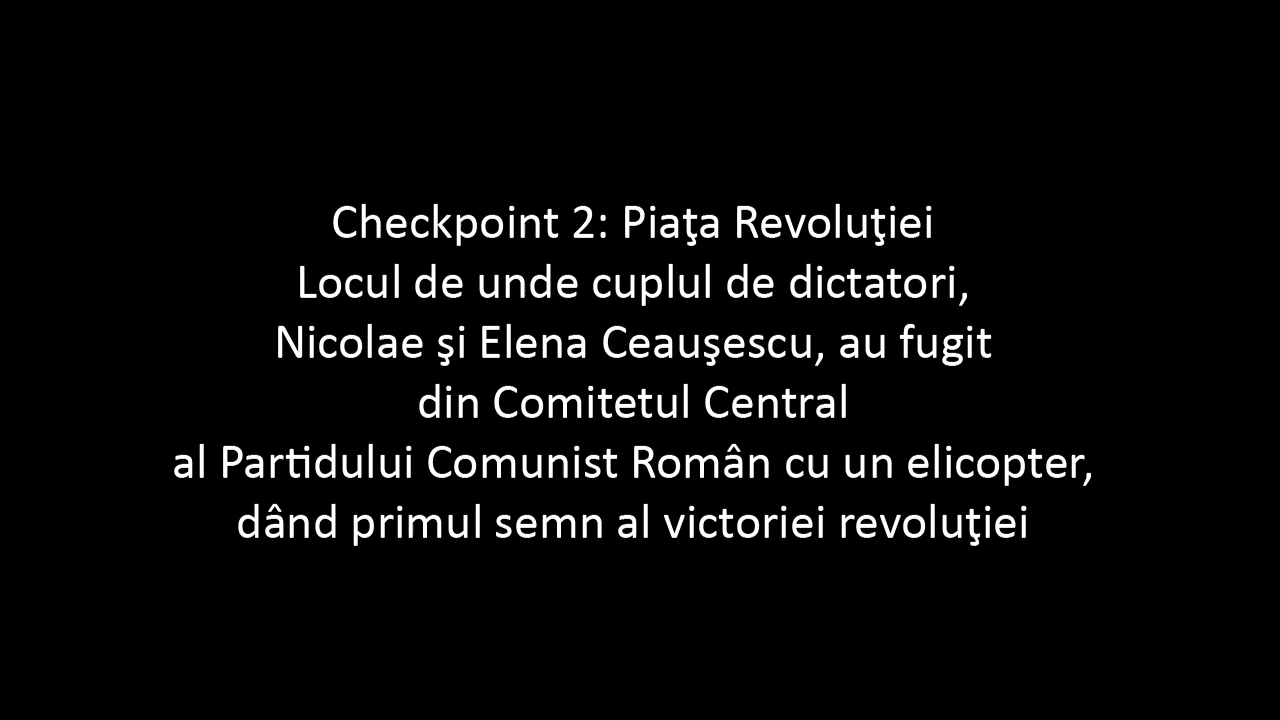 Checkpoint 2: Piaţa Revoluţiei
Locul de unde cuplul de dictatori,
Nicolae şi Elena Ceauşescu, au fugit
din Comitetul Central
al Partidului Comunist Român cu un elicopter,
dând primul semn al victoriei revoluţiei